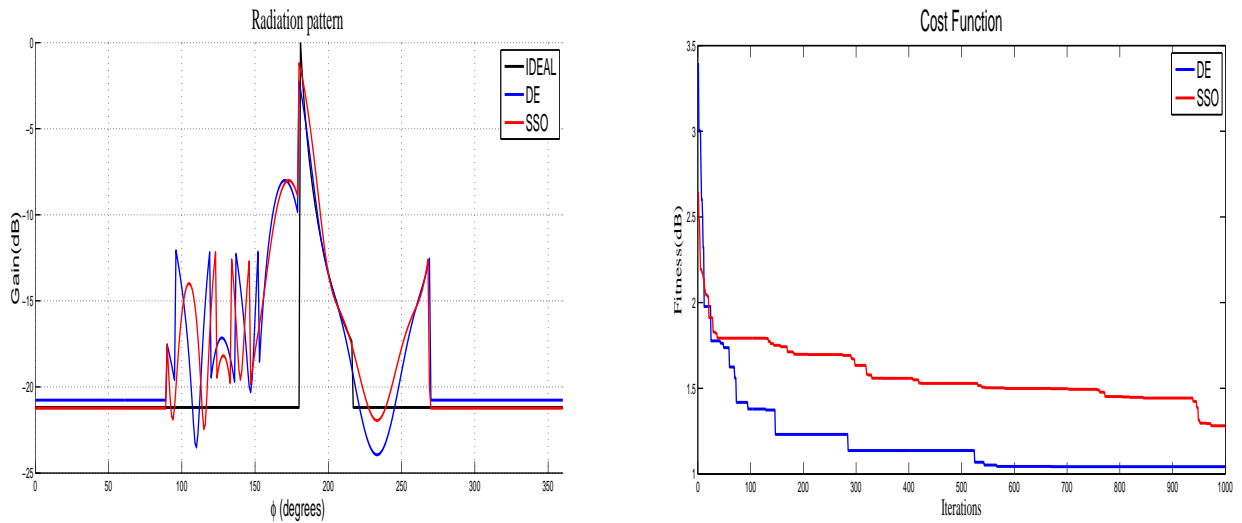 Radiation pattern
Gain(dB)
0
−5
−10
−15
−20
−25
0
50
100
150
200
250
300
350
ϕ (degrees)
IDEAL
DE
SSO
Cost Function
Fitness(dB)
3.5
3
2.5
2
1.5
1
0
100
200
300
400
500
600
700
800
900
1000
Iterations
DE
SSO